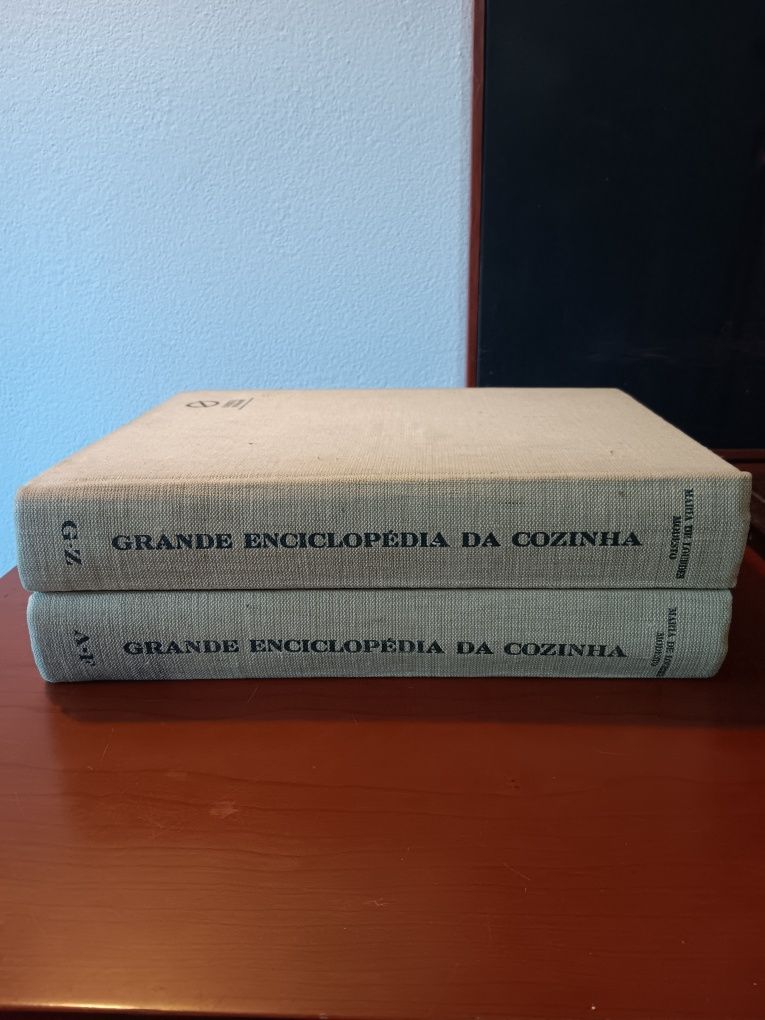 G-Z
GRANDE ENCICLOPÉDIA DA COZINHA
MARIA DE LOURDES
MODESTO
A-F
GRANDE ENCICLOPÉDIA DA COZINHA
MARIA DE LOURDES
MODESTO